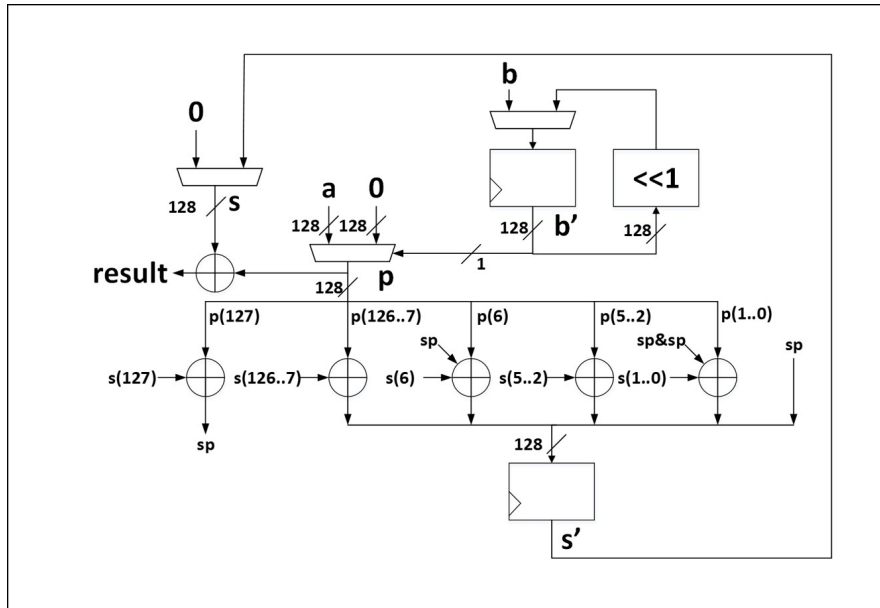 b
0
<<1
128
s
a
0
128
128
128
b’
128
result
128
p
1
p(127)
p(126..7)
p(6)
p(5..2)
p(1..0)
sp
sp&sp
sp
s(127)
s(126..7)
s(6)
s(5..2)
s(1..0)
sp
128
s’